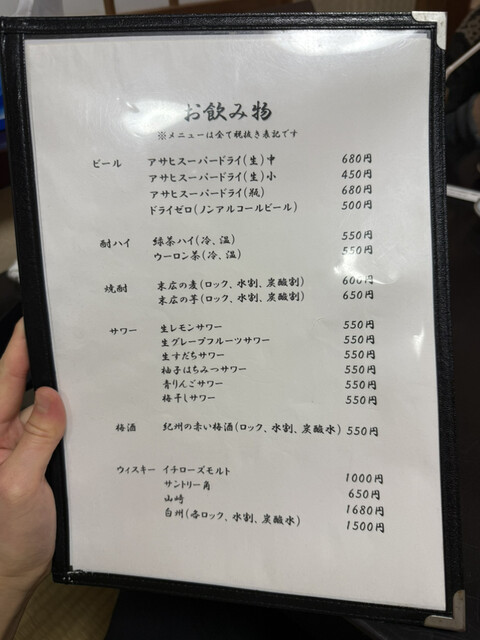 お飲み物
※メニューは全て税抜き表記です
ビール アサヒスーパードライ(生)中 680円
アサヒスーパードライ(生)小 450円
アサヒスーパードライ(瓶) 680円
ドライゼロ(ノンアルコールビール) 500円
酎ハイ 緑茶ハイ(冷、温) 550円
ウーロン茶(冷、温) 550円
焼酎 末広の麦(ロック、水割、炭酸割) 600円
末広の芋(ロック、水割、炭酸割) 650円
サワー 生レモンサワー 550円
生グレープフルーツサワー 550円
生すだちサワー 550円
柚子はちみつサワー 550円
青りんごサワー 550円
梅干しサワー 550円
梅酒 紀州の赤い梅酒(ロック、水割、炭酸水) 550円
ウィスキー イチローズモルト 1000円
サントリー角 650円
山崎 1680円
白州(各ロック、水割、炭酸水) 1500円